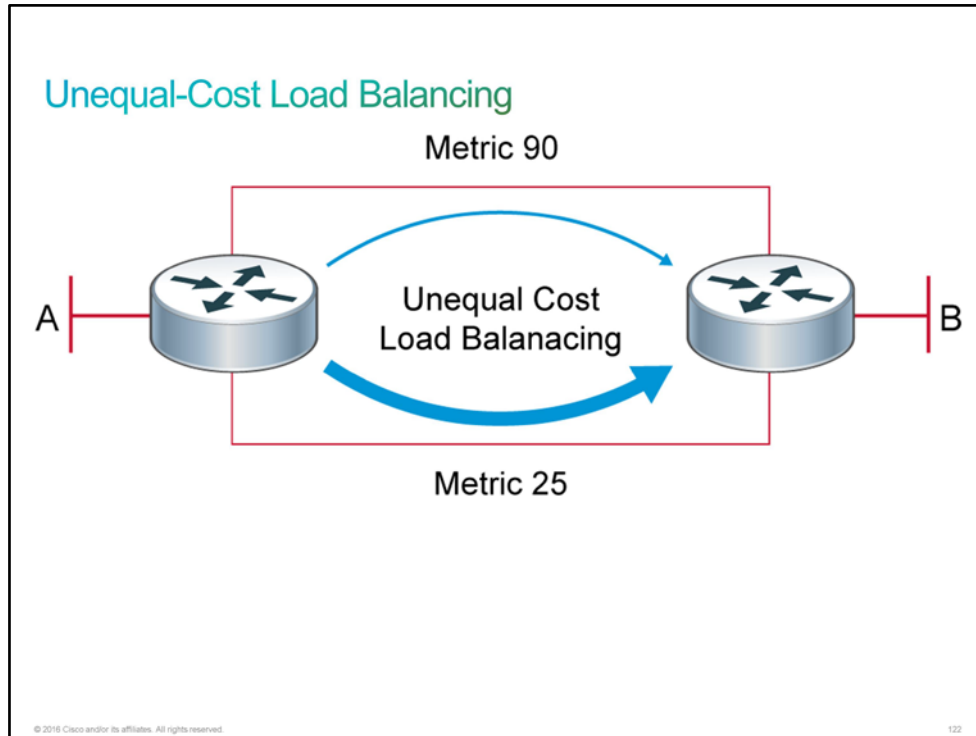 Unequal-Cost Load Balancing
Metric 90
A
Unequal Cost
Load Balanacing
B
Metric 25
© 2016 Cisco and/or its affiliates. All rights reserved.
122